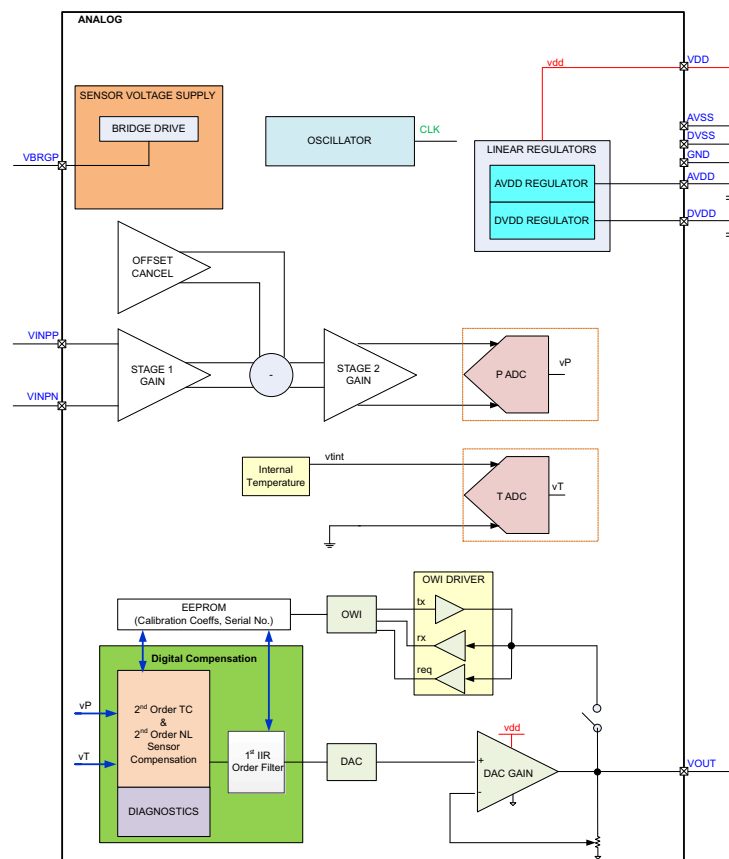 ANALOG
VDD
vdd
SENSOR VOLTAGE SUPPLY
BRIDGE DRIVE
VBRGP
OSCILLATOR
CLK
AVSS
DVSS
GND
LINEAR REGULATORS
AVDD REGULATOR
AVDD
DVDD REGULATOR
DVDD
OFFSET
CANCEL
VINPP
STAGE 1
GAIN
-
STAGE 2
GAIN
P ADC
vP
VINPN
Internal
Temperature
vtint
T ADC
vT
OWI DRIVER
EEPROM
(Calibration Coeffs, Serial No.)
OWI
tx
rx
req
Digital Compensation
vP
vT
2nd Order TC
&
2nd Order NL
Sensor
Compensation
DIAGNOSTICS
1st IIR
Order Filter
DAC
vdd
+
DAC GAIN
-
VOUT